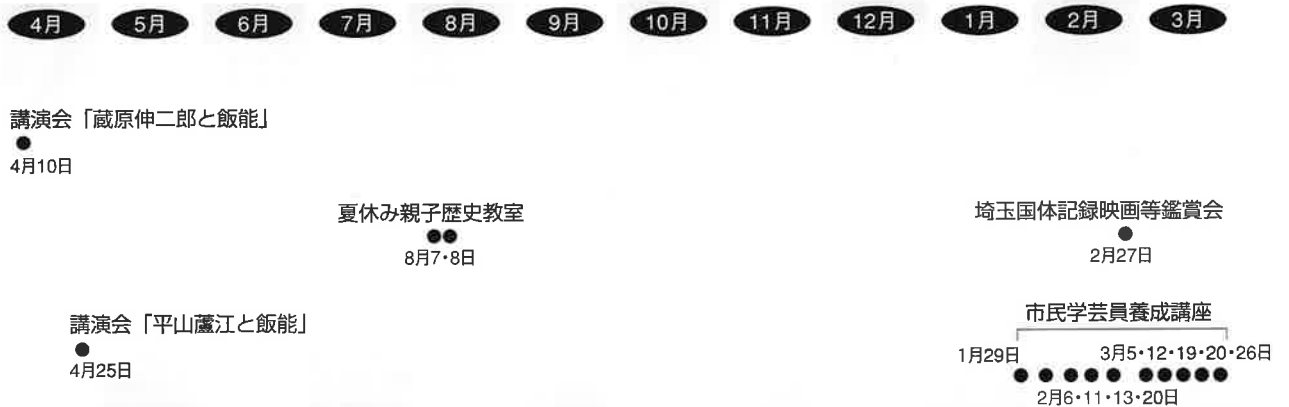 4月 5月 6月 7月 8月 9月 10月 11月 12月 1月 2月 3月
講演会「蔵原伸二郎と飯能」
4月10日
夏休み親子歴史教室
8月7・8日
埼玉国体記録映画等鑑賞会
2月27日
講演会「平山蘆江と飯能」
4月25日
市民学芸員養成講座
1月29日
3月5・12・19・20・26日
2月6・11・13・20日